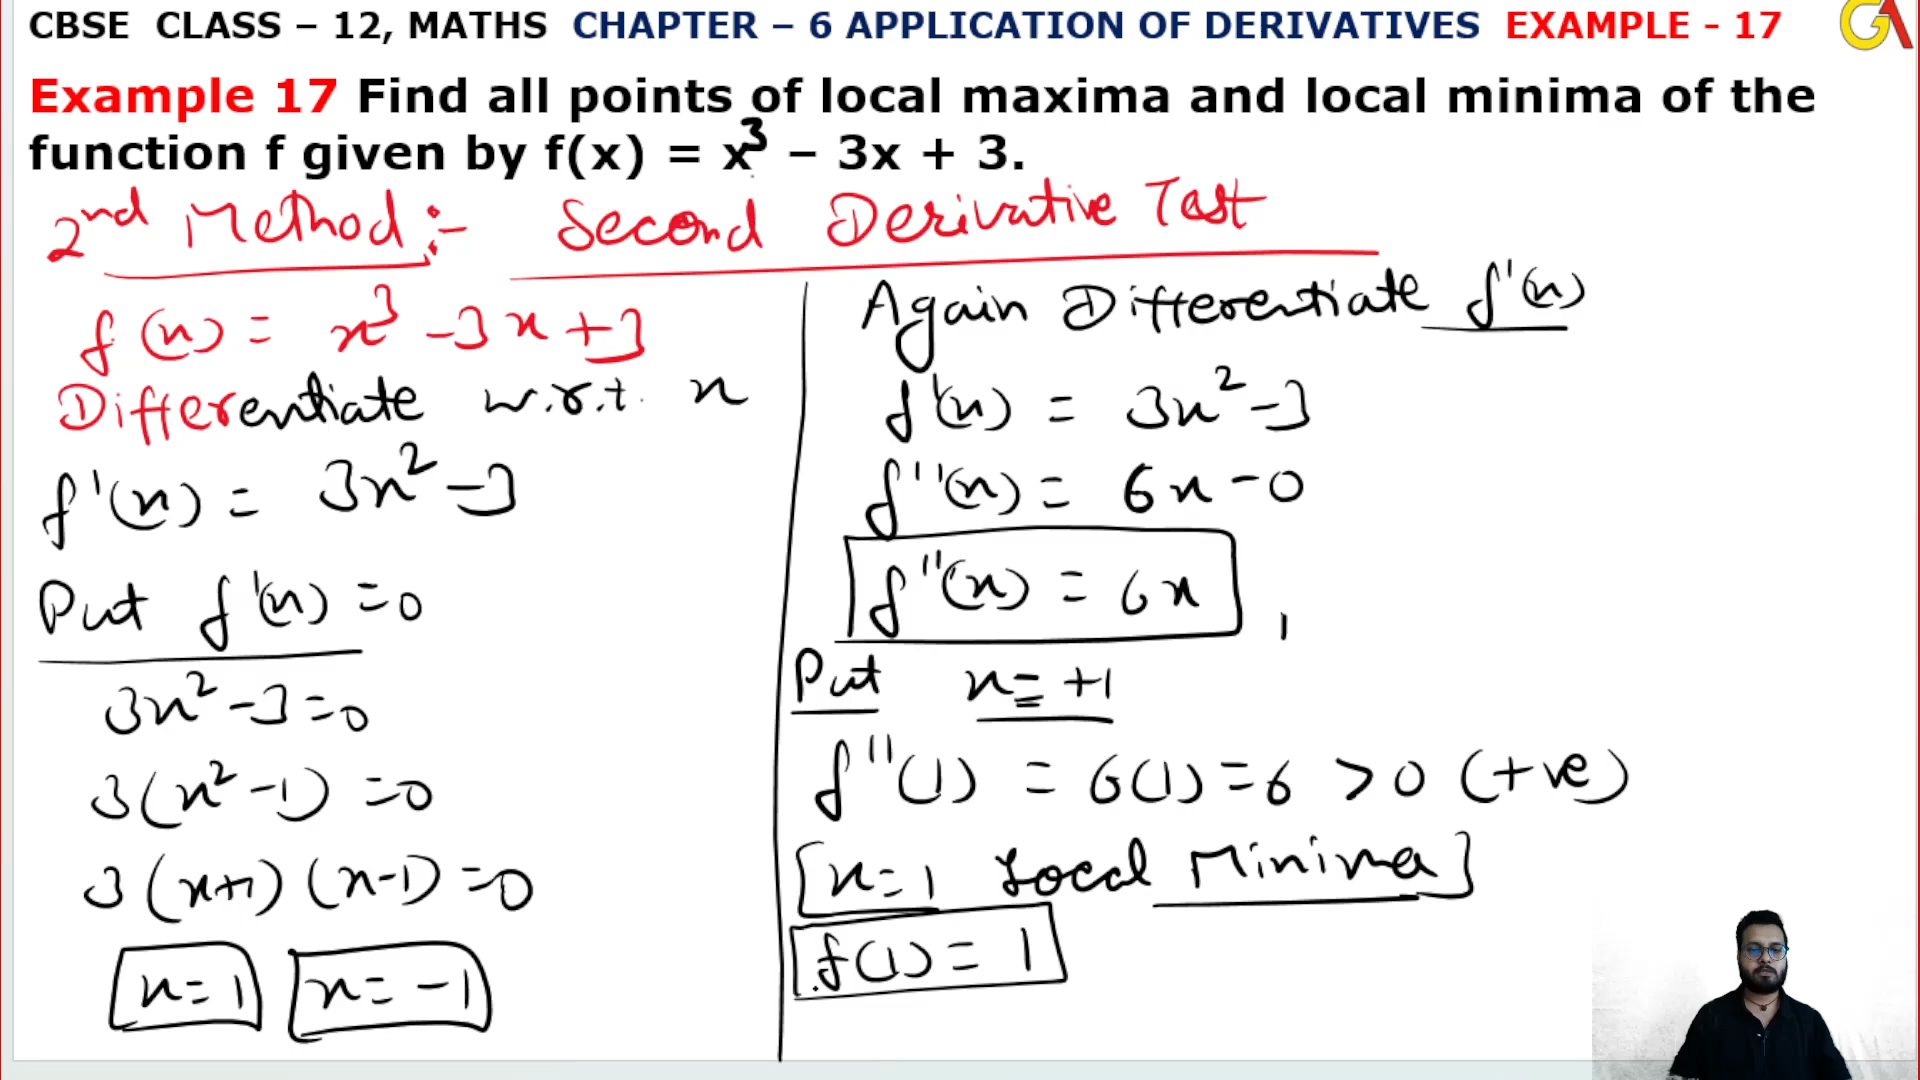 CBSE CLASS – 12, MATHS CHAPTER – 6 APPLICATION OF DERIVATIVES EXAMPLE - 17
GA
Example 17 Find all points of local maxima and local minima of the
function f given by f(x) = x³ – 3x + 3.
2nd Method :- Second Derivative Test
f(x) = x³ - 3x + 3
Differentiate w.r.t. x
f'(x) = 3x² - 3
Put f'(x) = 0
3x² - 3 = 0
3(x² - 1) = 0
3(x+1)(x-1) = 0
x = 1 x = -1
Again Differentiate f'(x)
f'(x) = 3x² - 3
f''(x) = 6x - 0
f''(x) = 6x
Put x = +1
f''(1) = 6(1) = 6 > 0 (+ve)
[x = 1 Local Minima]
f(1) = 1